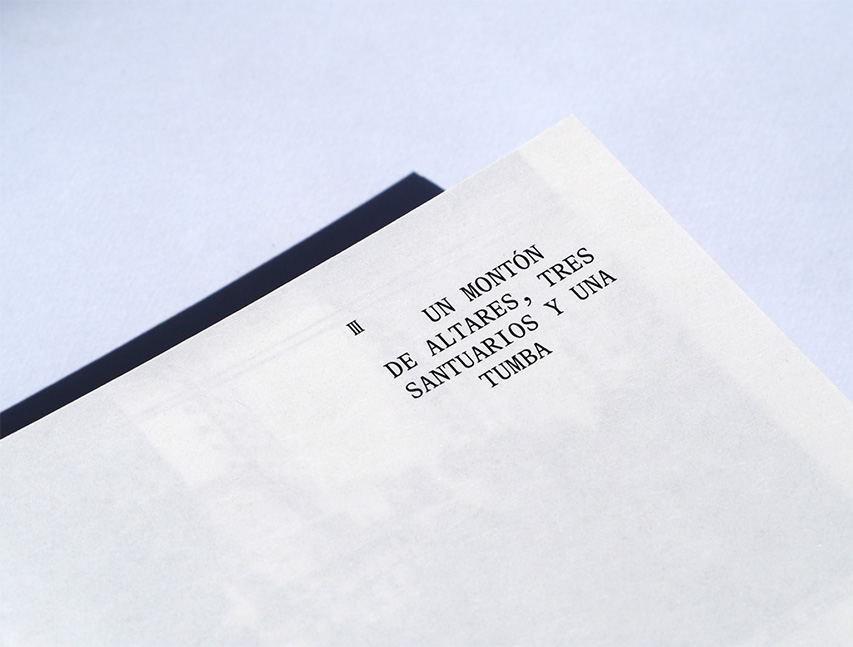 III UN MONTÓN
DE ALTARES, TRES
SANTUARIOS Y UNA
TUMBA